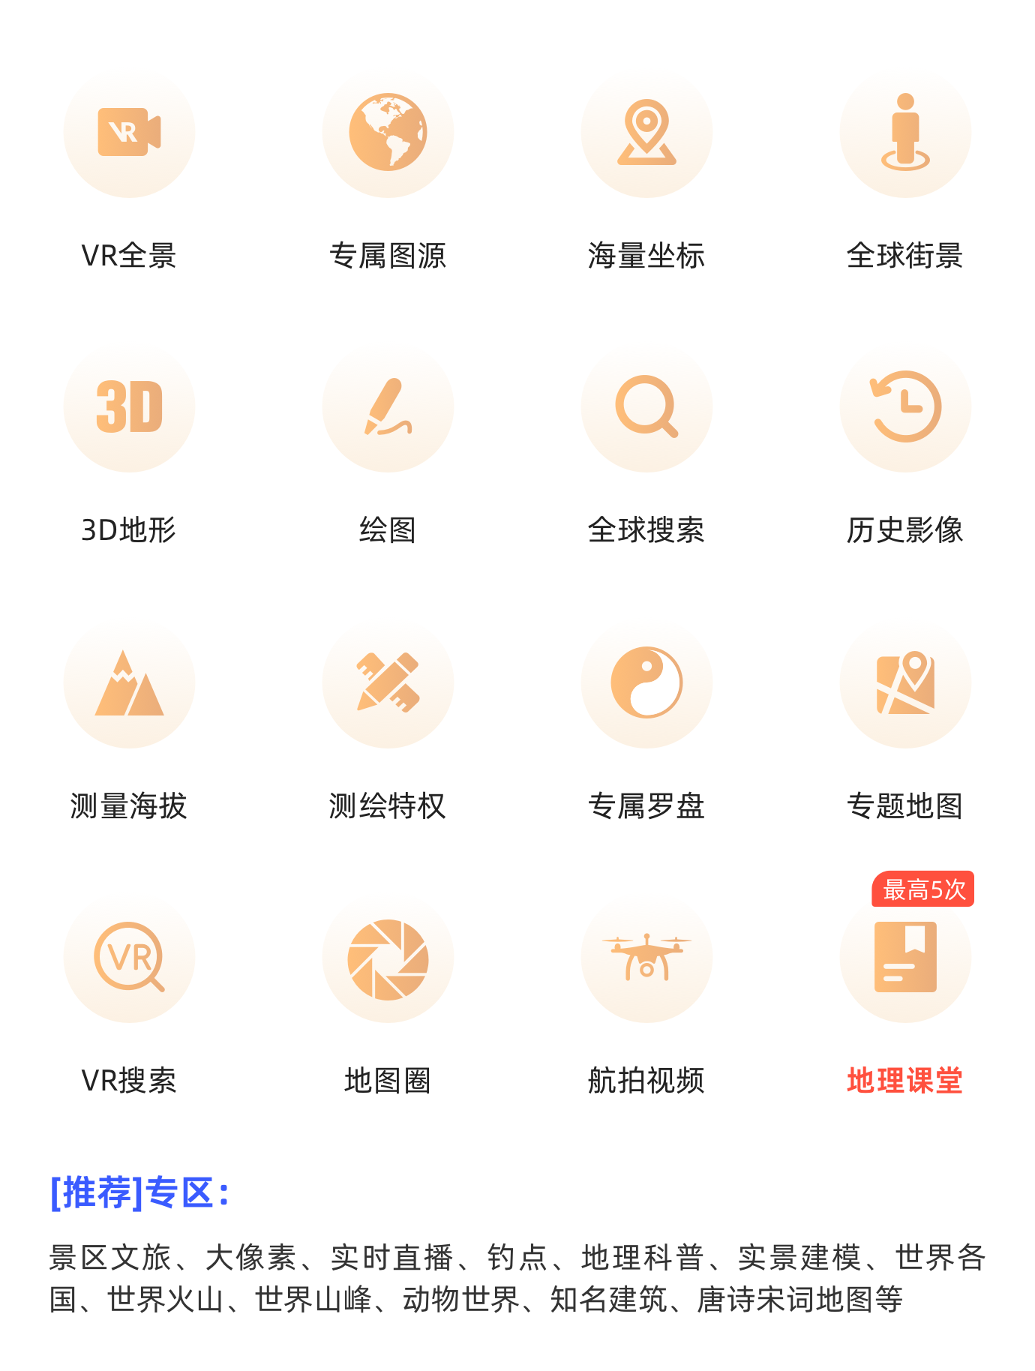 VR
VR全景
专属图源
海量坐标
全球街景
3D
3D地形
绘图
全球搜索
历史影像
测量海拔
测绘特权
专属罗盘
专题地图
最高5次
VR
VR搜索
地图圈
航拍视频
地理课堂
[推荐]专区：
景区文旅、大像素、实时直播、钓点、地理科普、实景建模、世界各
国、世界火山、世界山峰、动物世界、知名建筑、唐诗宋词地图等